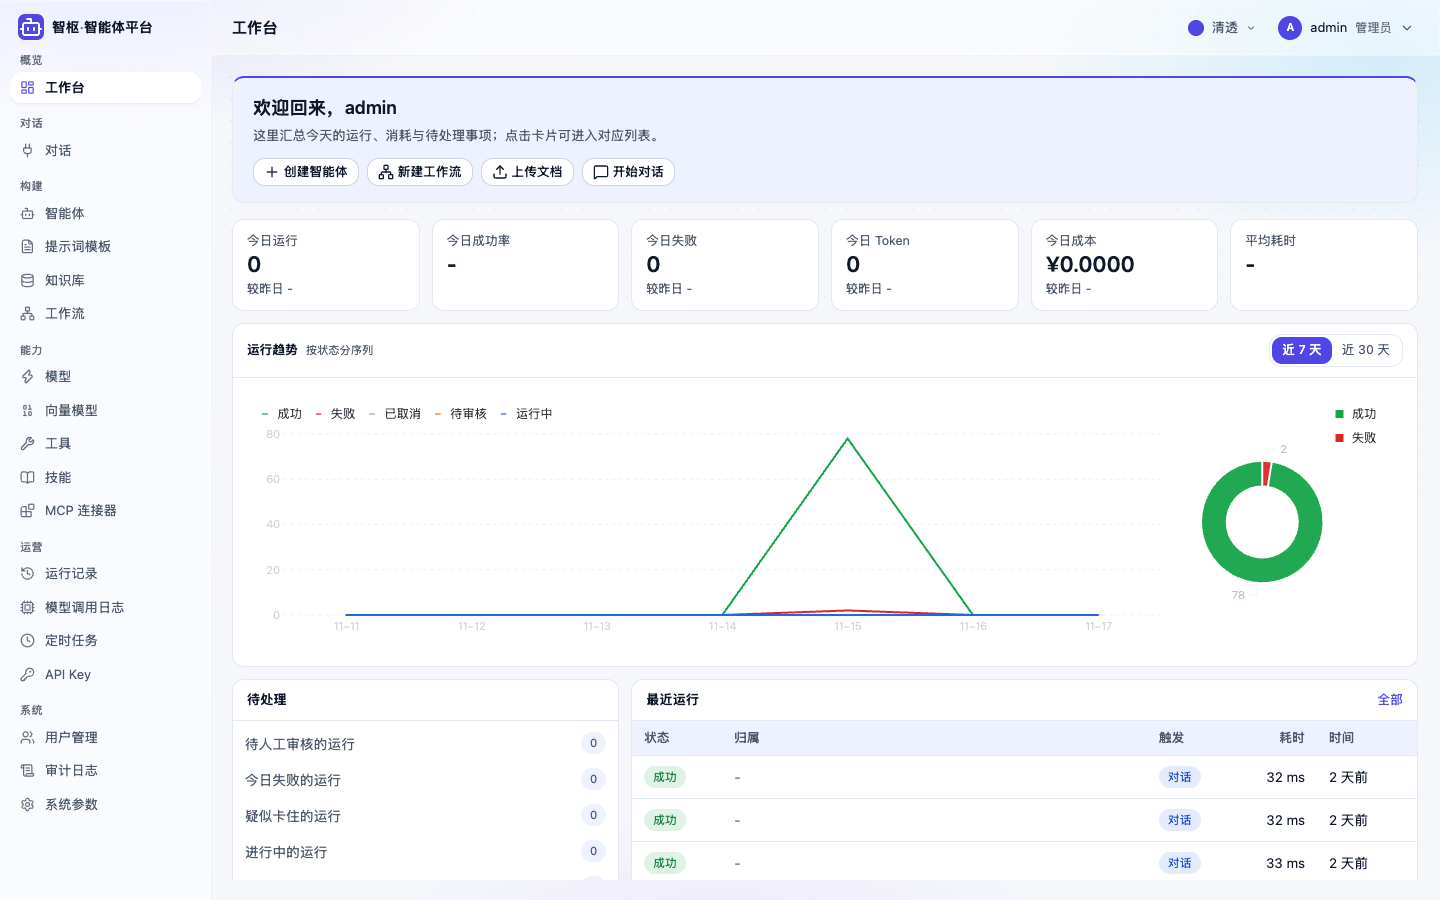 智枢·智能体平台
概览
工作台
对话
对话
构建
智能体
提示词模板
知识库
工作流
能力
模型
向量模型
工具
技能
MCP 连接器
运营
运行记录
模型调用日志
定时任务
API Key
系统
用户管理
审计日志
系统参数
工作台
清透
A admin 管理员
欢迎回来，admin
这里汇总今天的运行、消耗与待处理事项；点击卡片可进入对应列表。
创建智能体 新建工作流 上传文档 开始对话
今日运行
0
较昨日 -
今日成功率
-
今日失败
0
较昨日 -
今日 Token
0
较昨日 -
今日成本
¥0.0000
较昨日 -
平均耗时
-
运行趋势 按状态分序列
近 7 天 近 30 天
成功 失败 已取消 待审核 运行中
80
60
40
20
0
11-11 11-12 11-13 11-14 11-15 11-16 11-17
成功
失败
2
78
待处理
待人工审核的运行 0
今日失败的运行 0
疑似卡住的运行 0
进行中的运行 0
最近运行 全部
状态 归属 触发 耗时 时间
成功 - 对话 32 ms 2 天前
成功 - 对话 32 ms 2 天前
成功 - 对话 33 ms 2 天前